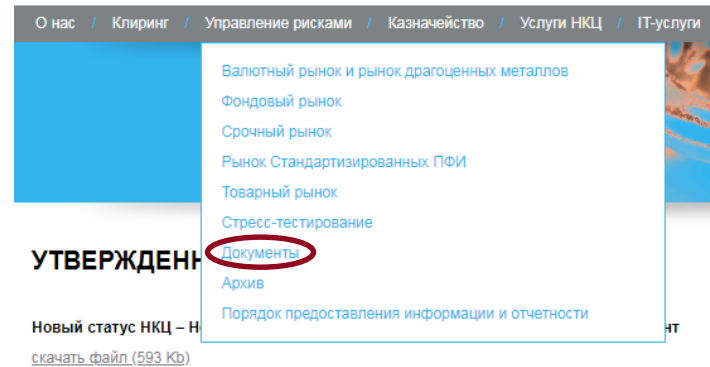 О нас / Клиринг / Управление рисками / Казначейство / Услуги НКЦ / IT-услуги
Валютный рынок и рынок драгоценных металлов
Фондовый рынок
Срочный рынок
Рынок Стандартизированных ПФИ
Товарный рынок
Стресс-тестирование
Документы
Архив
Порядок предоставления информации и отчетности
УТВЕРЖДЕНН
Новый статус НКЦ – Н нт
скачать файл (593 Kb)